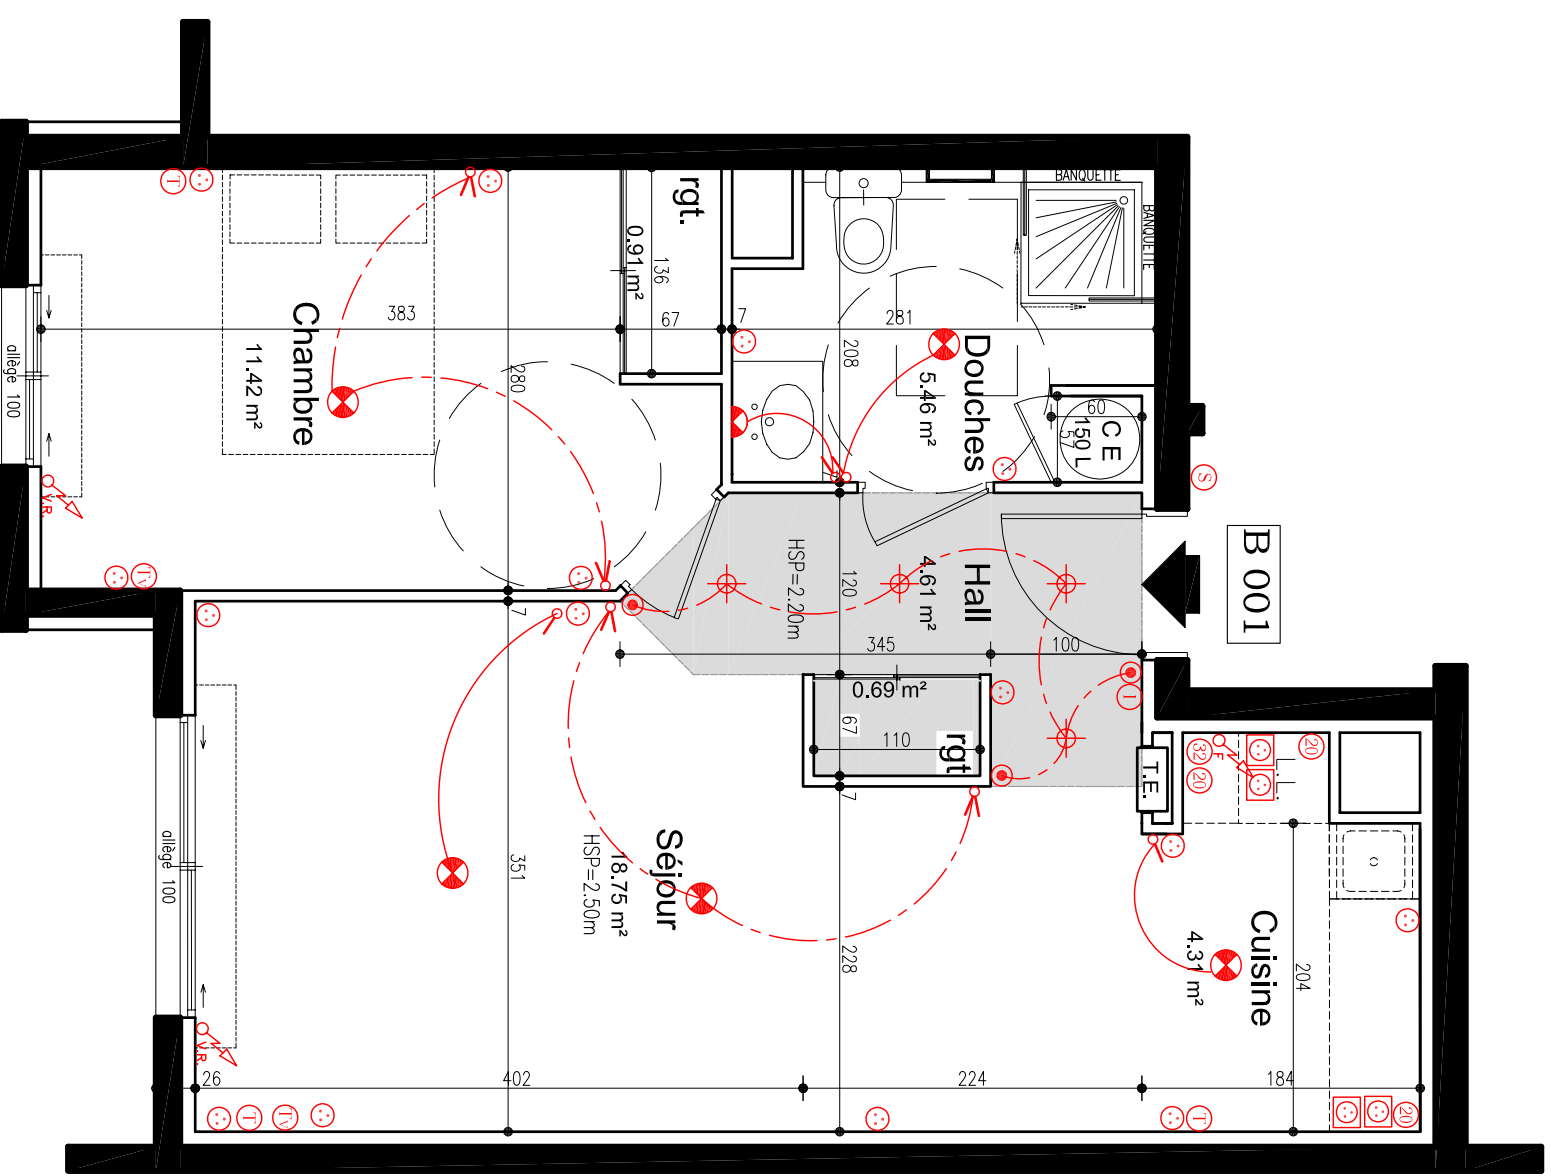 B 001
BANQUETTE
BANQUETTE
rgt.
0.91 m²
136
67
7
281
208
Douches
5.46 m²
60
57
C E
150 L
S
383
Chambre
11.42 m²
280
allège 100
V.R.
T
Tv
Hall
4.61 m²
HSP=2.20m
120
345
100
0.69 m²
67
110
rgt
7
7
T.E.
I
32
20
F
20
Séjour
18.75 m²
HSP=2.50m
351
228
allège 100
V.R.
Cuisine
4.31 m²
204
26
402
224
184
T
Tv
T
20